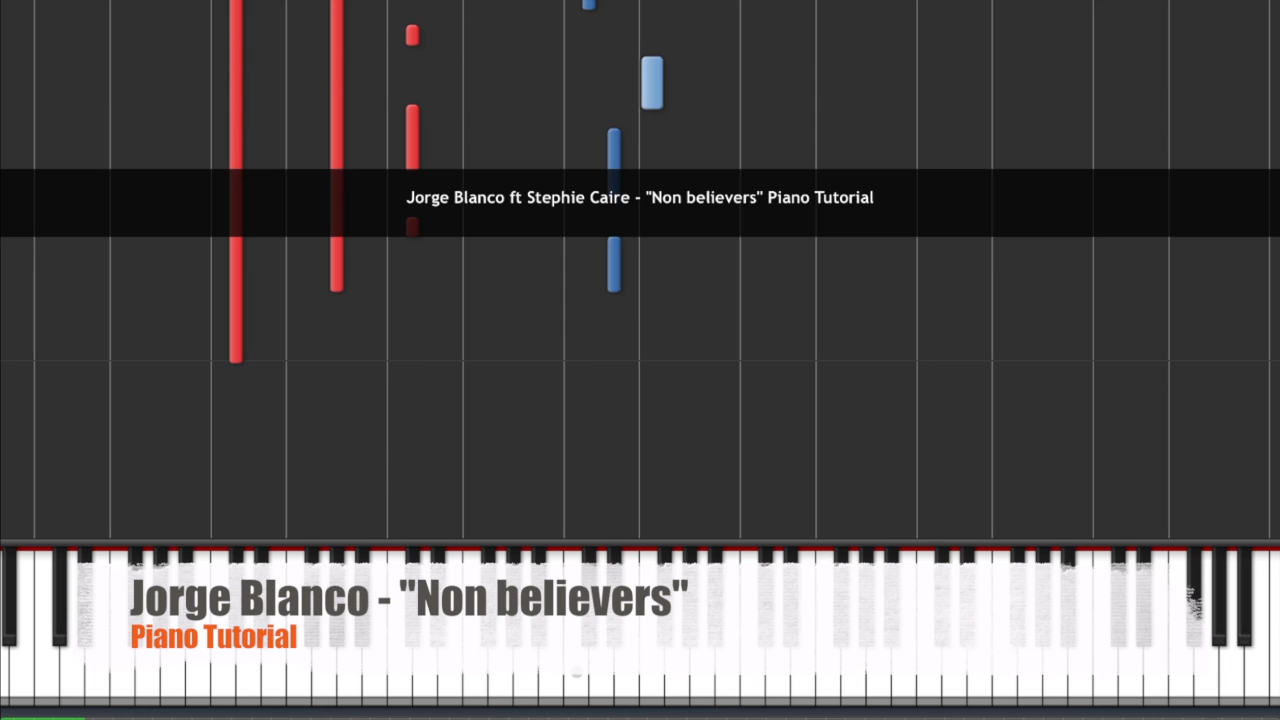 Jorge Blanco ft Stephie Caire - "Non believers" Piano Tutorial
Jorge Blanco - "Non believers"
Piano Tutorial